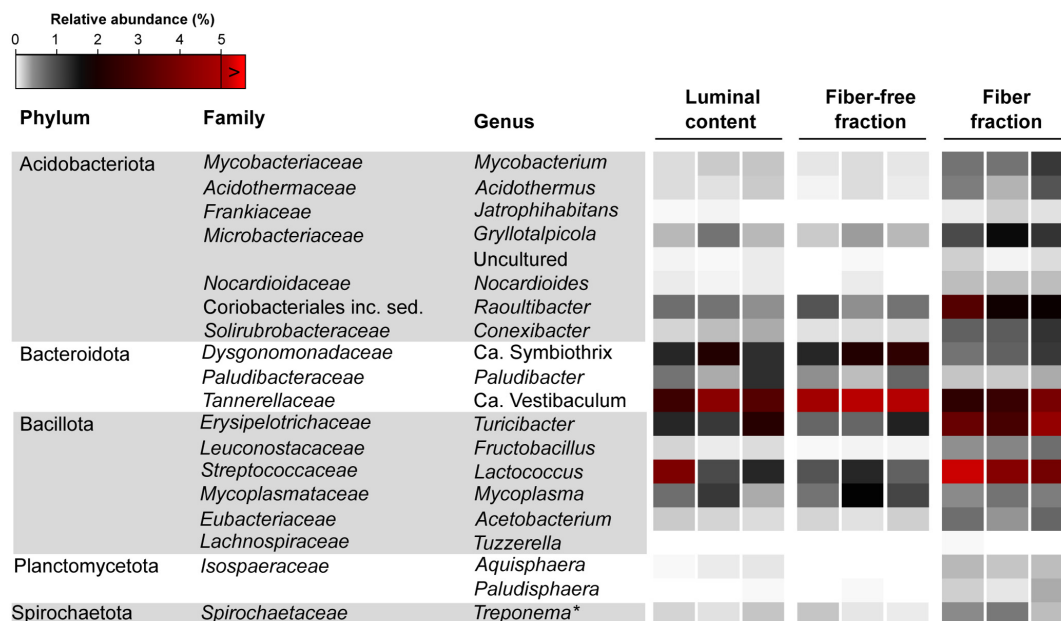 Relative abundance (%)
0 1 2 3 4 5
>
Luminal content Fiber-free fraction Fiber fraction
Phylum Family Genus
Acidobacteriota Mycobacteriaceae Mycobacterium
Acidothermaceae Acidothermus
Frankiaceae Jatrophihabitans
Microbacteriaceae Gryllotalpicola
Uncultured
Nocardioidaceae Nocardioides
Coriobacteriales inc. sed. Raoultibacter
Solirubrobacteraceae Conexibacter
Bacteroidota Dysgonomonadaceae Ca. Symbiothrix
Paludibacteraceae Paludibacter
Tannerellaceae Ca. Vestibaculum
Bacillota Erysipelotrichaceae Turicibacter
Leuconostacaceae Fructobacillus
Streptococcaceae Lactococcus
Mycoplasmataceae Mycoplasma
Eubacteriaceae Acetobacterium
Lachnospiraceae Tuzzerella
Planctomycetota Isospaeraceae Aquisphaera
Paludisphaera
Spirochaetota Spirochaetaceae Treponema*